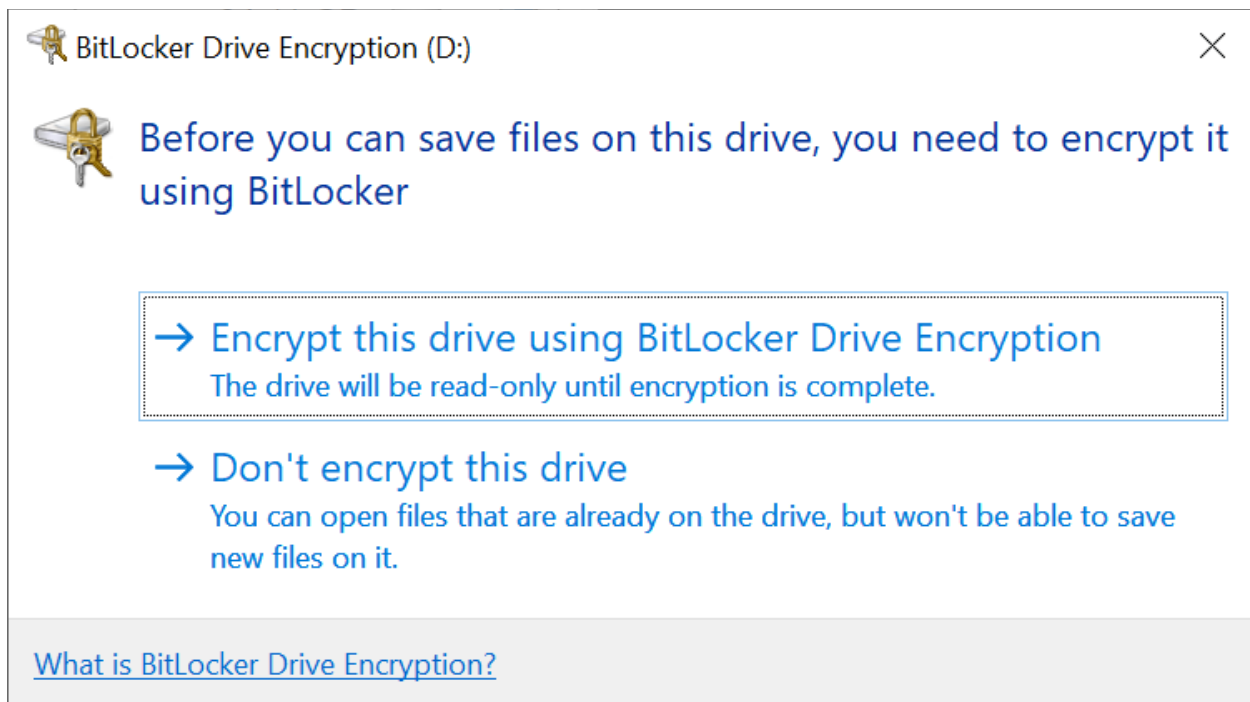 BitLocker Drive Encryption (D:)
Before you can save files on this drive, you need to encrypt it
using BitLocker
Encrypt this drive using BitLocker Drive Encryption
The drive will be read-only until encryption is complete.
Don't encrypt this drive
You can open files that are already on the drive, but won't be able to save
new files on it.
What is BitLocker Drive Encryption?